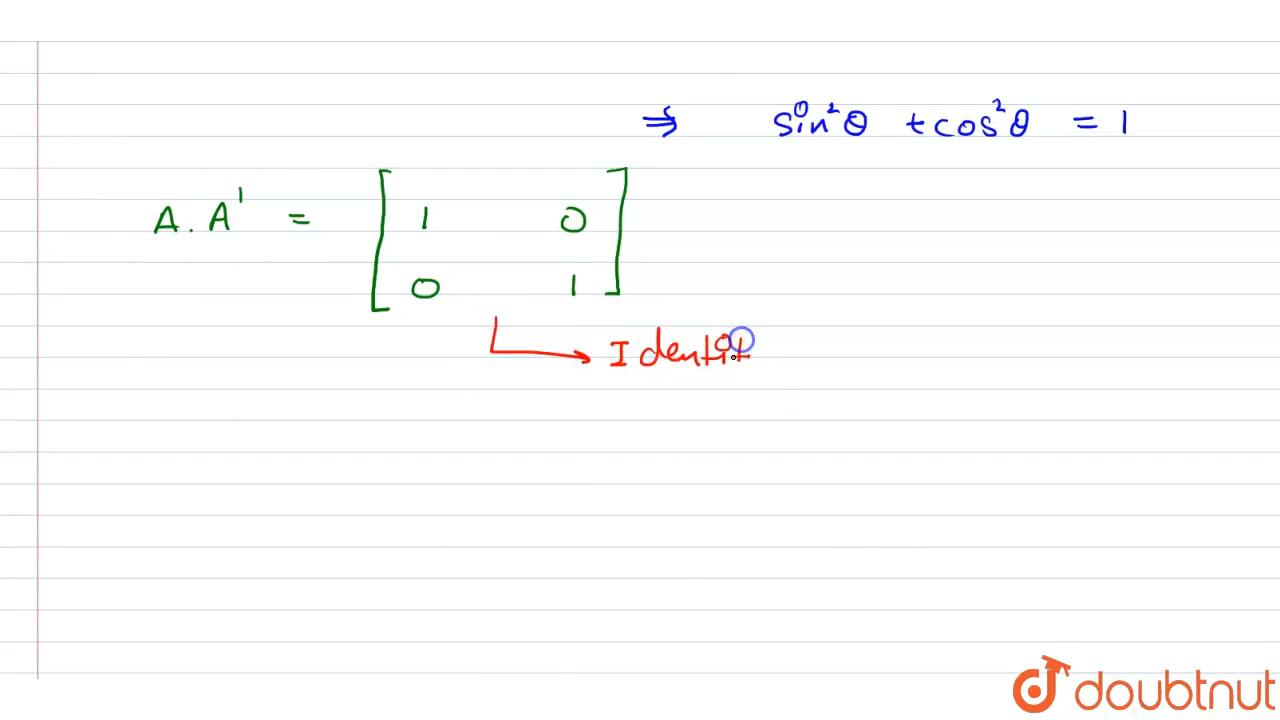 ⇒ sin²θ + cos²θ = 1
A. A' = [ 1 0
0 1 ]
Identit
doubtnut